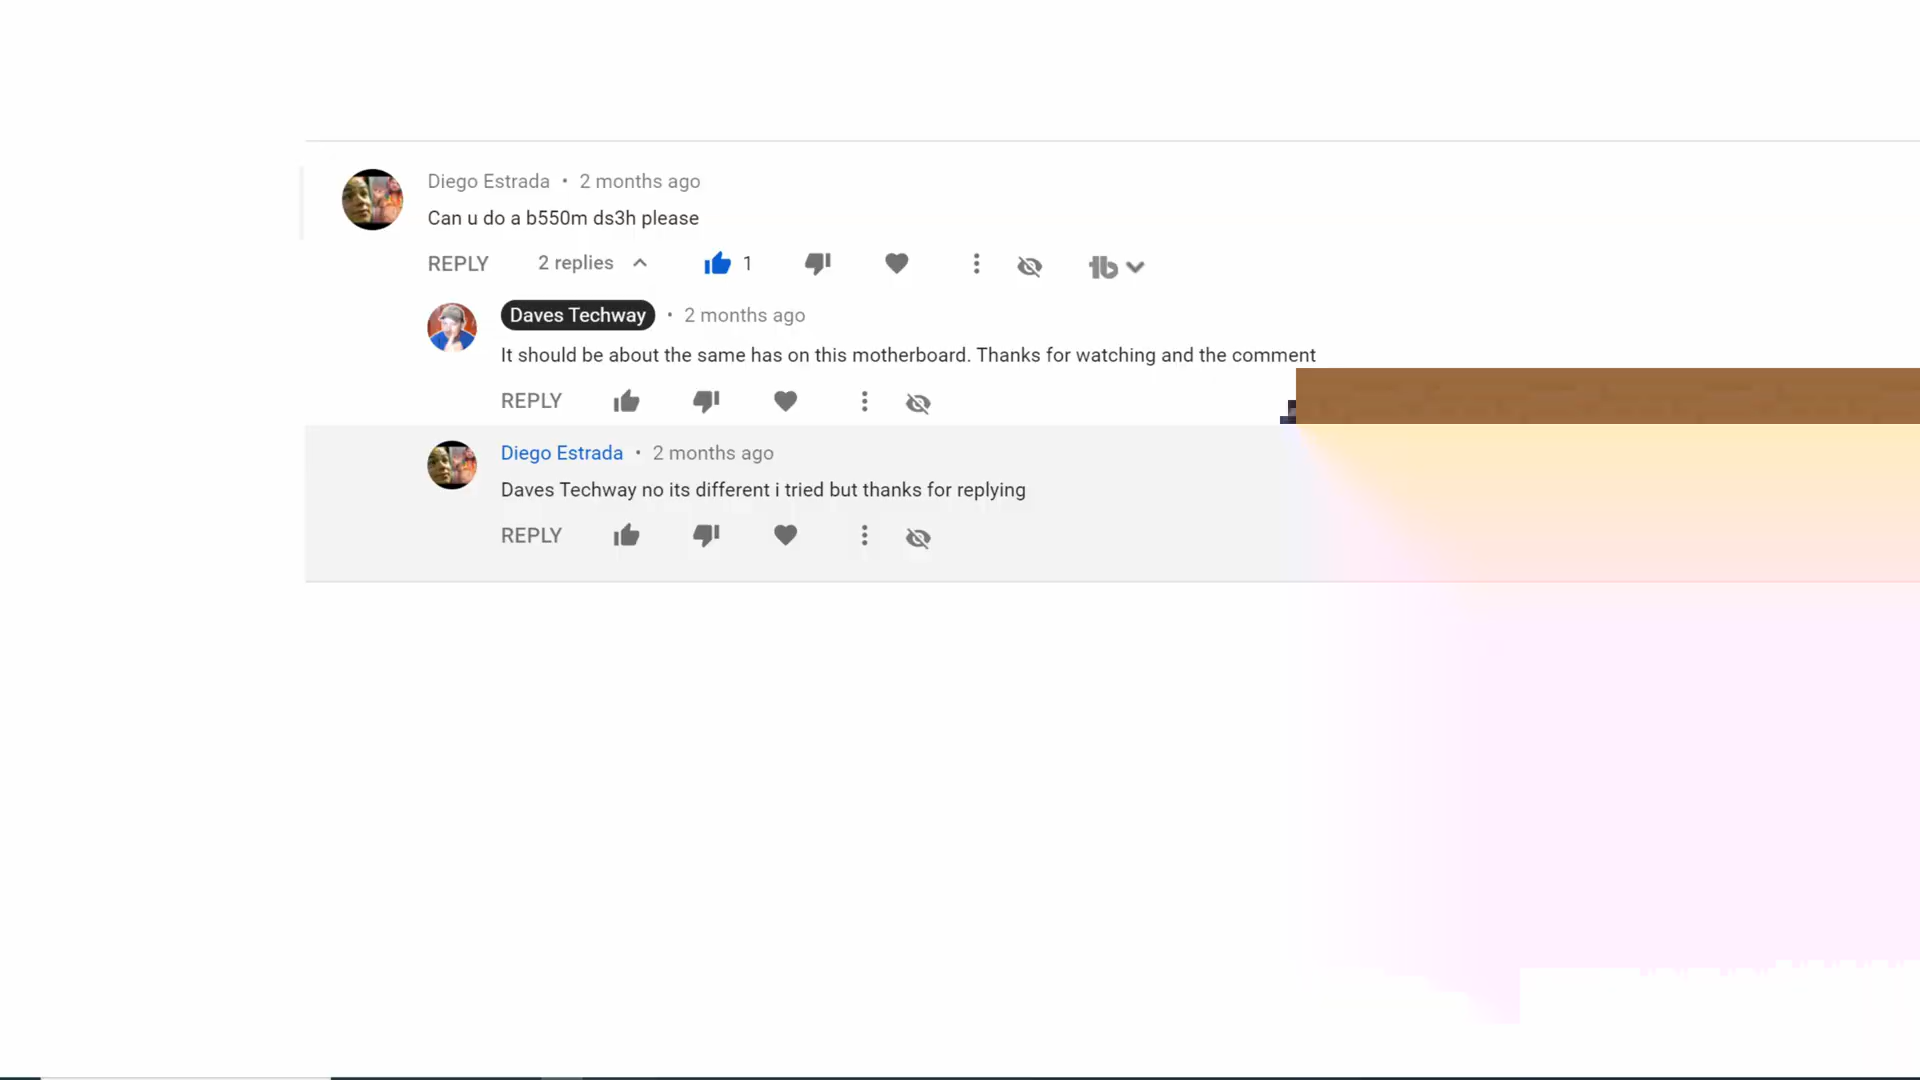 Diego Estrada • 2 months ago
Can u do a b550m ds3h please
REPLY 2 replies 1
Daves Techway • 2 months ago
It should be about the same has on this motherboard. Thanks for watching and the comment
REPLY
Diego Estrada • 2 months ago
Daves Techway no its different i tried but thanks for replying
REPLY